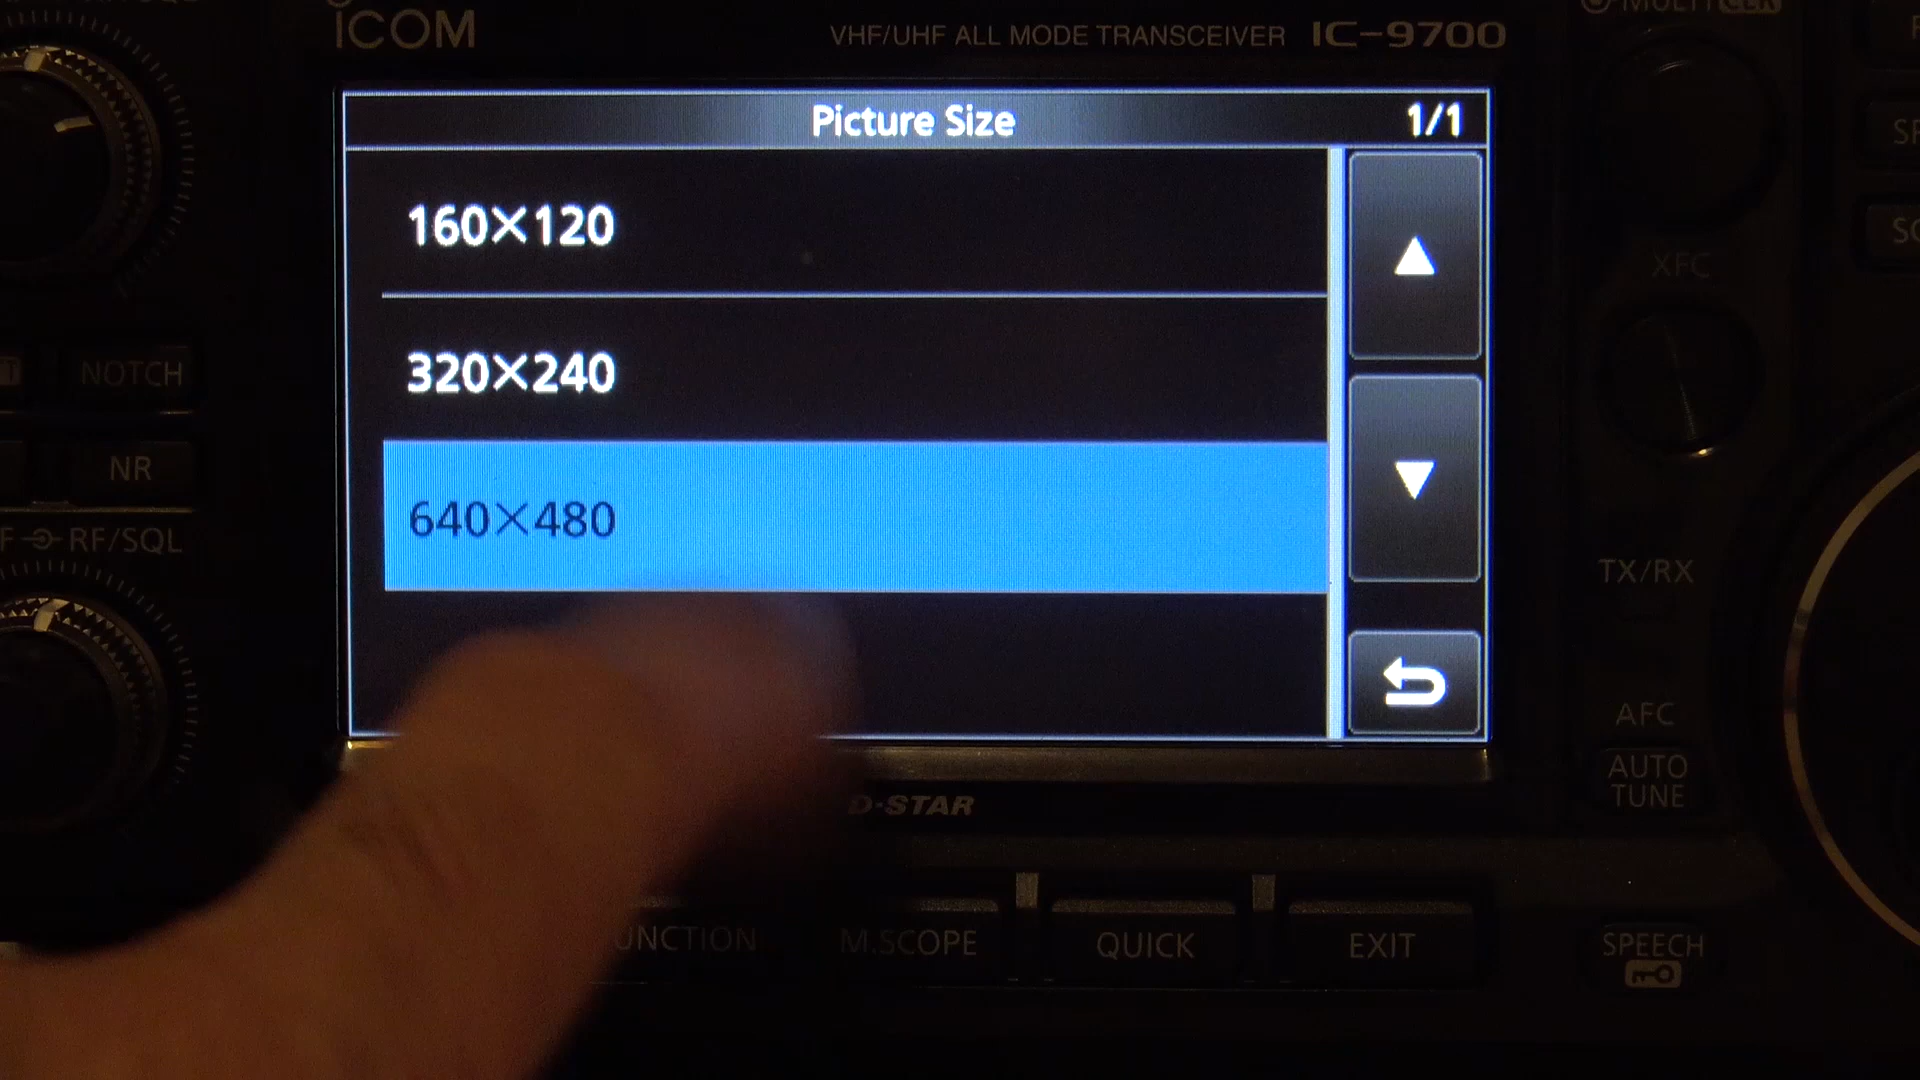 ICOM
VHF/UHF ALL MODE TRANSCEIVER IC-9700
Picture Size 1/1
160×120
320×240
640×480
NOTCH
NR
RF/SQL
XFC
TX/RX
AFC
AUTO
TUNE
D-STAR
UNCTION
M.SCOPE
QUICK
EXIT
SPEECH